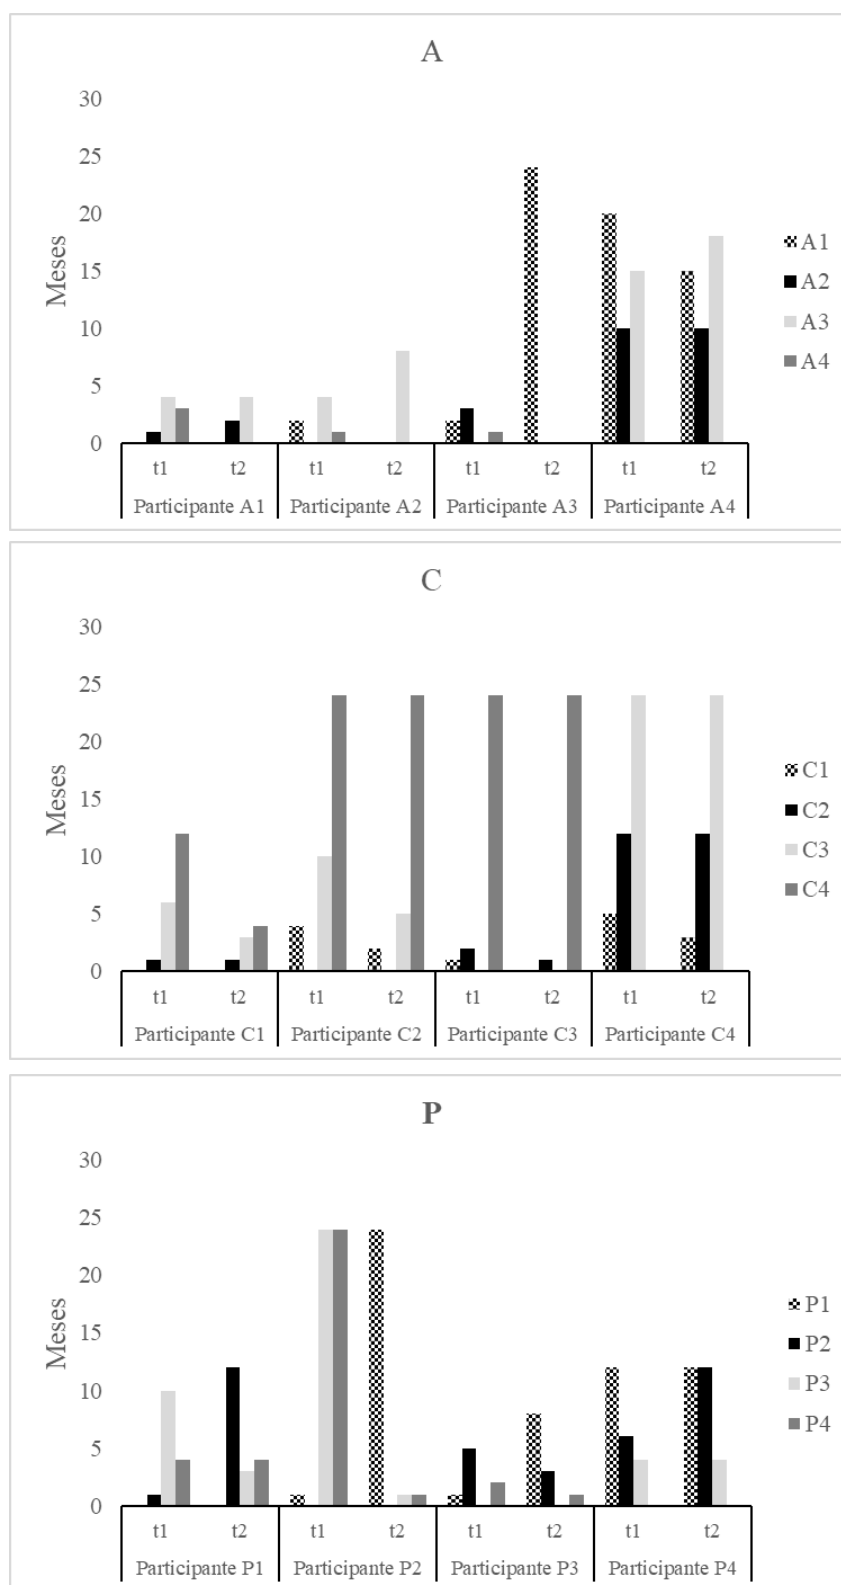 A
30
25
20
15
10
5
0
Meses
t1 t2 t1 t2 t1 t2 t1 t2
Participante A1 Participante A2 Participante A3 Participante A4
A1
A2
A3
A4
C
30
25
20
15
10
5
0
Meses
t1 t2 t1 t2 t1 t2 t1 t2
Participante C1 Participante C2 Participante C3 Participante C4
C1
C2
C3
C4
P
30
25
20
15
10
5
0
Meses
t1 t2 t1 t2 t1 t2 t1 t2
Participante P1 Participante P2 Participante P3 Participante P4
P1
P2
P3
P4